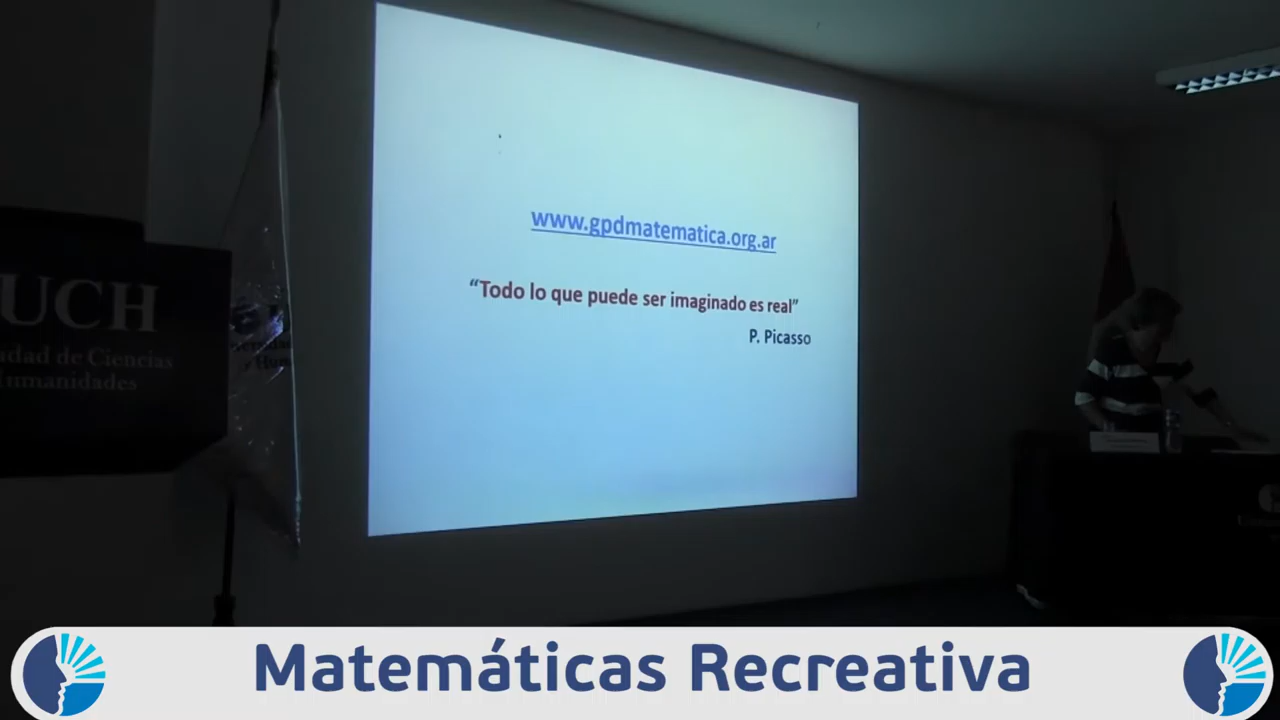 www.gpdmatematica.org.ar
“Todo lo que puede ser imaginado es real”
P. Picasso
UCH
de Ciencias
Humanidades
Matemáticas Recreativa